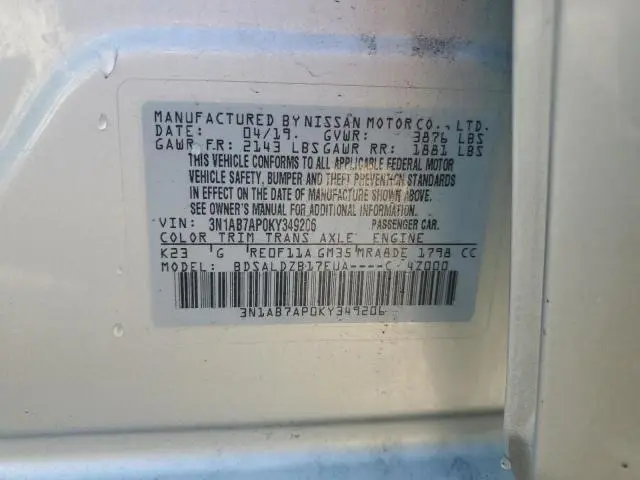 MANUFACTURED BY NISSAN MOTOR CO., LTD.
DATE: 04/19. GVWR: 3876 LBS
GAWR FR: 2143 LBS GAWR RR: 1881 LBS
THIS VEHICLE CONFORMS TO ALL APPLICABLE FEDERAL MOTOR
VEHICLE SAFETY, BUMPER AND THEFT PREVENTION STANDARDS
IN EFFECT ON THE DATE OF MANUFACTURE SHOWN ABOVE.
SEE OWNER'S MANUAL FOR ADDITIONAL INFORMATION.
VIN: 3N1AB7AP0KY349206 PASSENGER CAR.
COLOR TRIM TRANS AXLE ENGINE
K23 G RE0F11A GM35 MRA8DE 1798 CC
MODEL: BDSALDZB17EUA----C- 4Z000
3N1AB7AP0KY349206